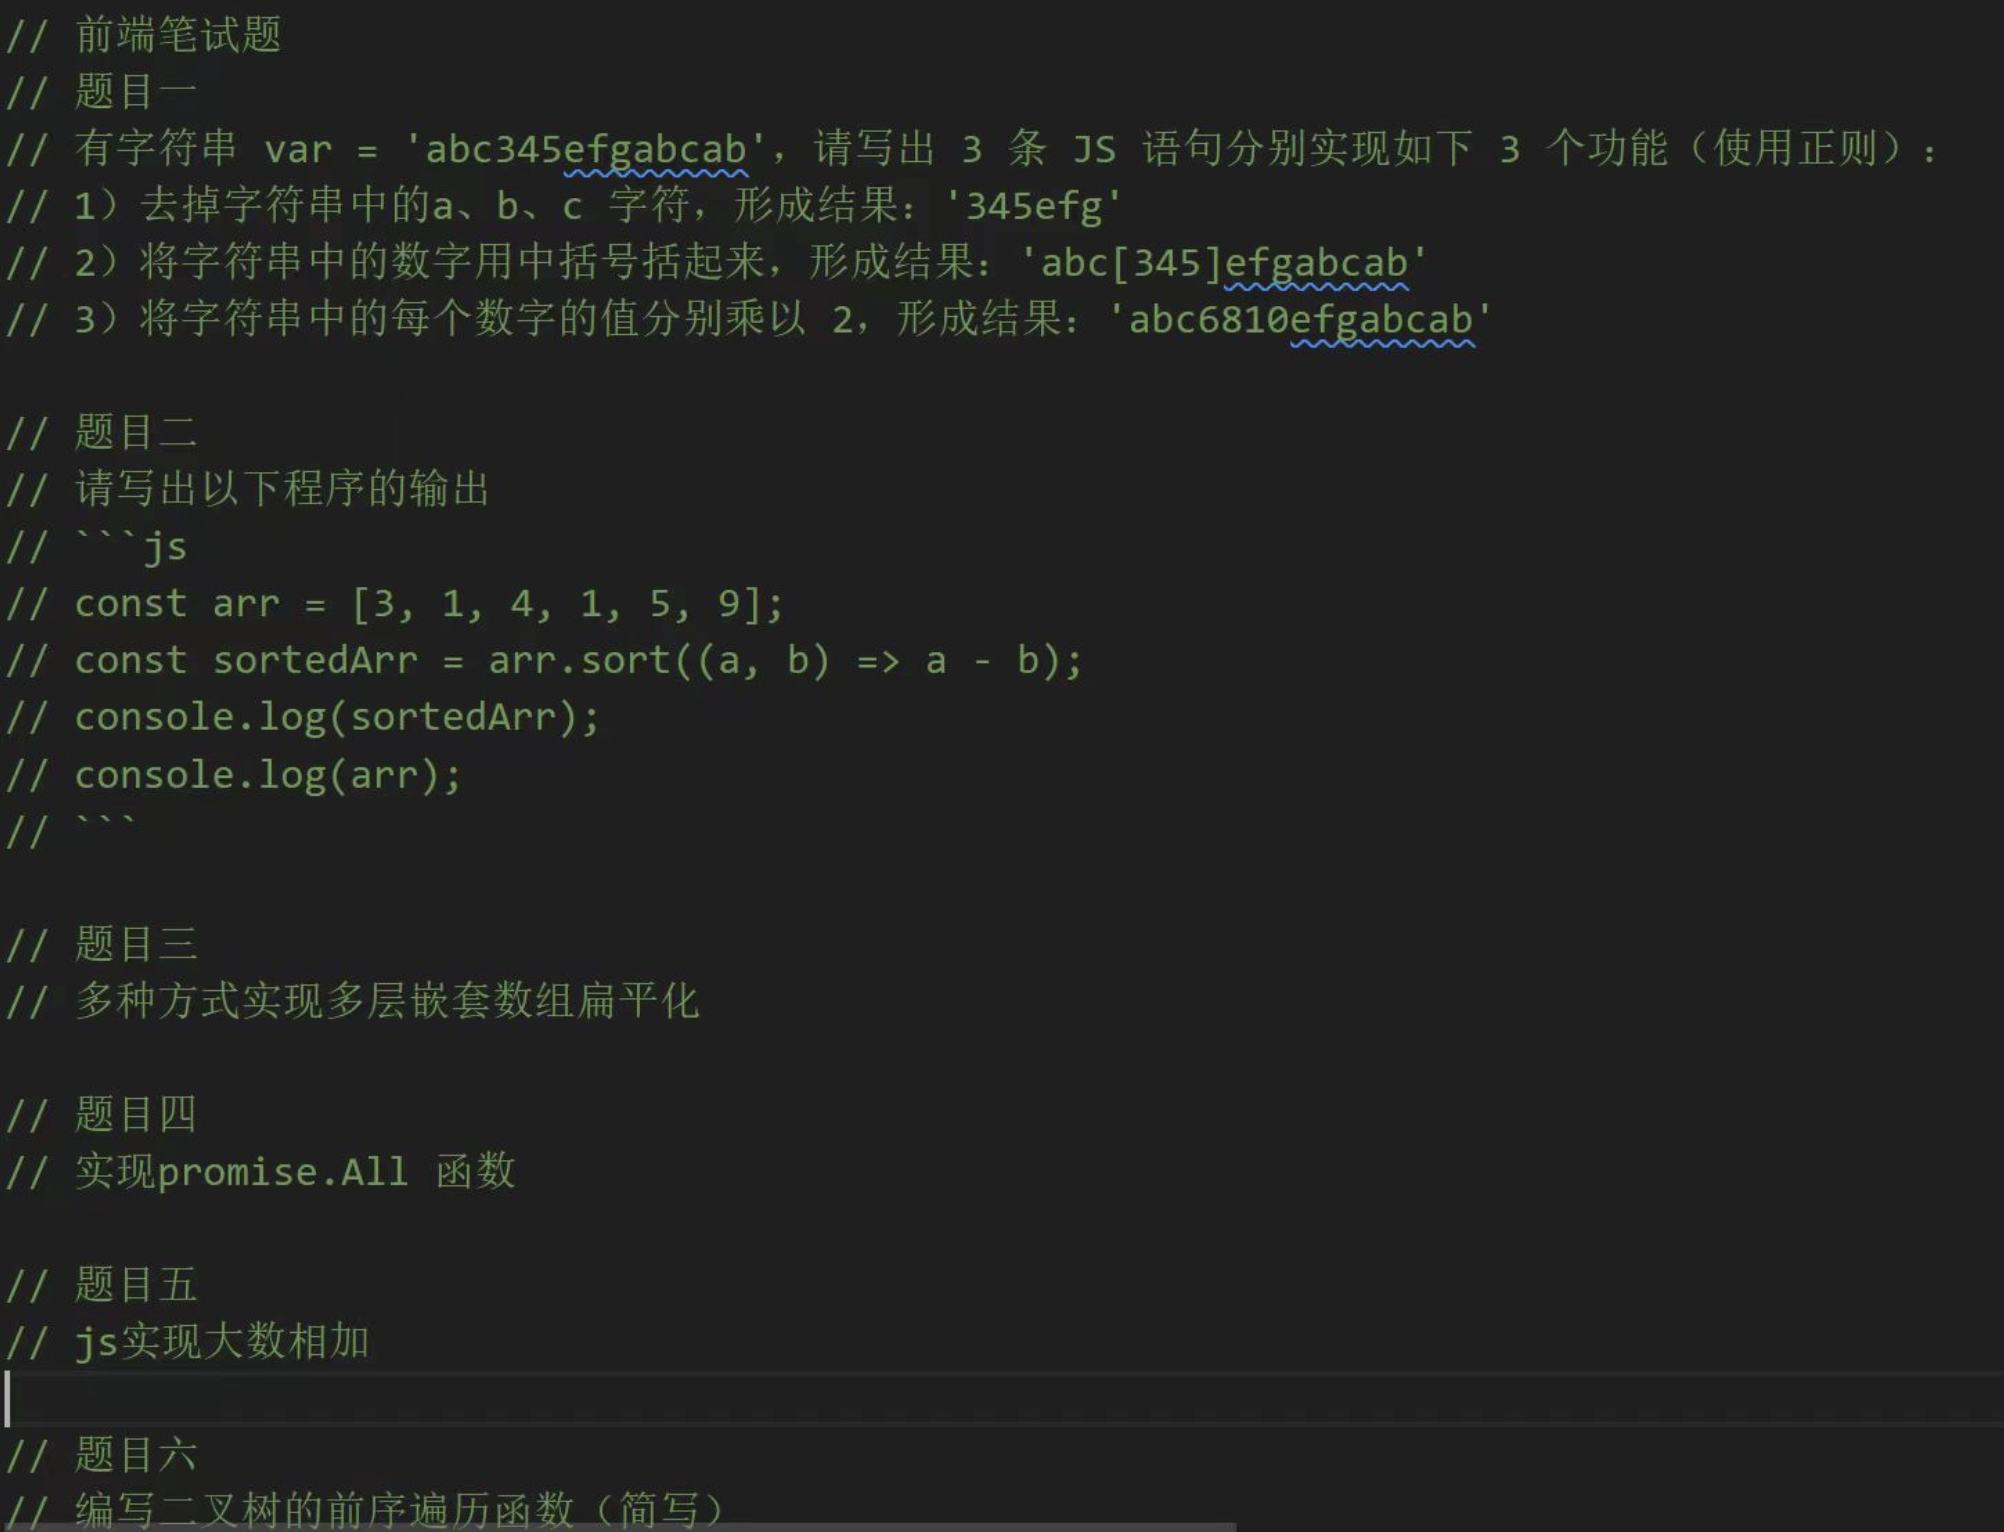 // 前端笔试题
// 题目一
// 有字符串 var = 'abc345efgabcab'，请写出 3 条 JS 语句分别实现如下 3 个功能（使用正则）：
// 1）去掉字符串中的a、b、c 字符，形成结果：'345efg'
// 2）将字符串中的数字用中括号括起来，形成结果：'abc[345]efgabcab'
// 3）将字符串中的每个数字的值分别乘以 2，形成结果：'abc6810efgabcab'
// 题目二
// 请写出以下程序的输出
// ```js
// const arr = [3, 1, 4, 1, 5, 9];
// const sortedArr = arr.sort((a, b) => a - b);
// console.log(sortedArr);
// console.log(arr);
// ```
// 题目三
// 多种方式实现多层嵌套数组扁平化
// 题目四
// 实现promise.All 函数
// 题目五
// js实现大数相加
// 题目六
// 编写二叉树的前序遍历函数（简写）